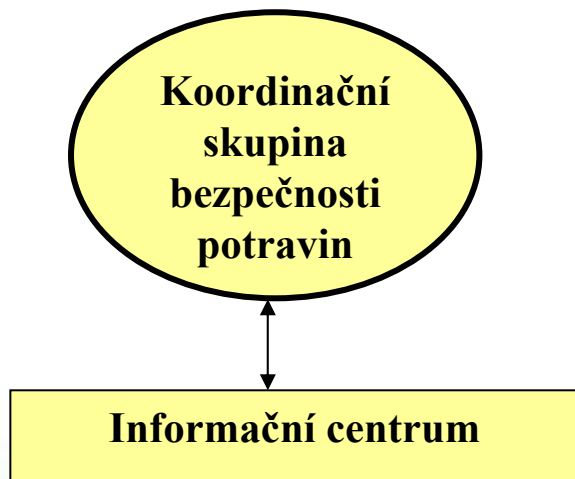 Koordinační
skupina
bezpečnosti
potravin
Informační centrum